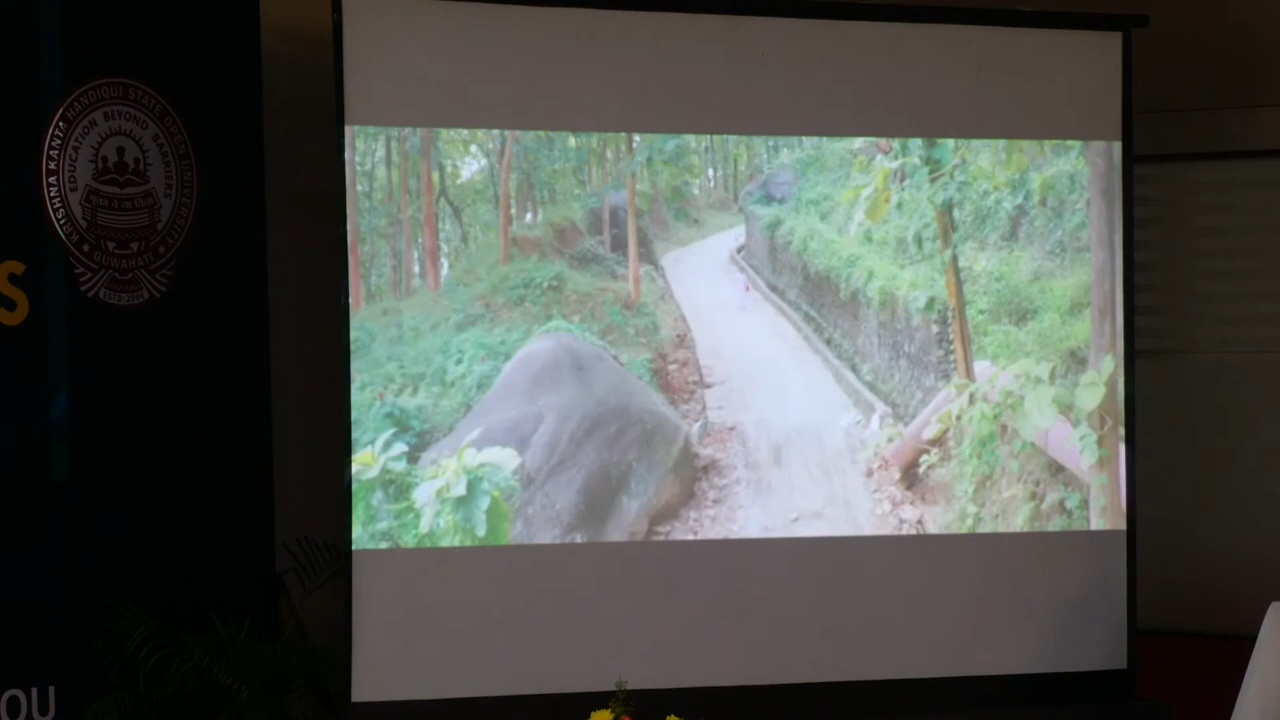 KRISHNA KANTA HANDIQUI STATE OPEN UNIVERSITY
EDUCATION BEYOND BARRIERS
GUWAHATI
ESTD-2006
S
OU